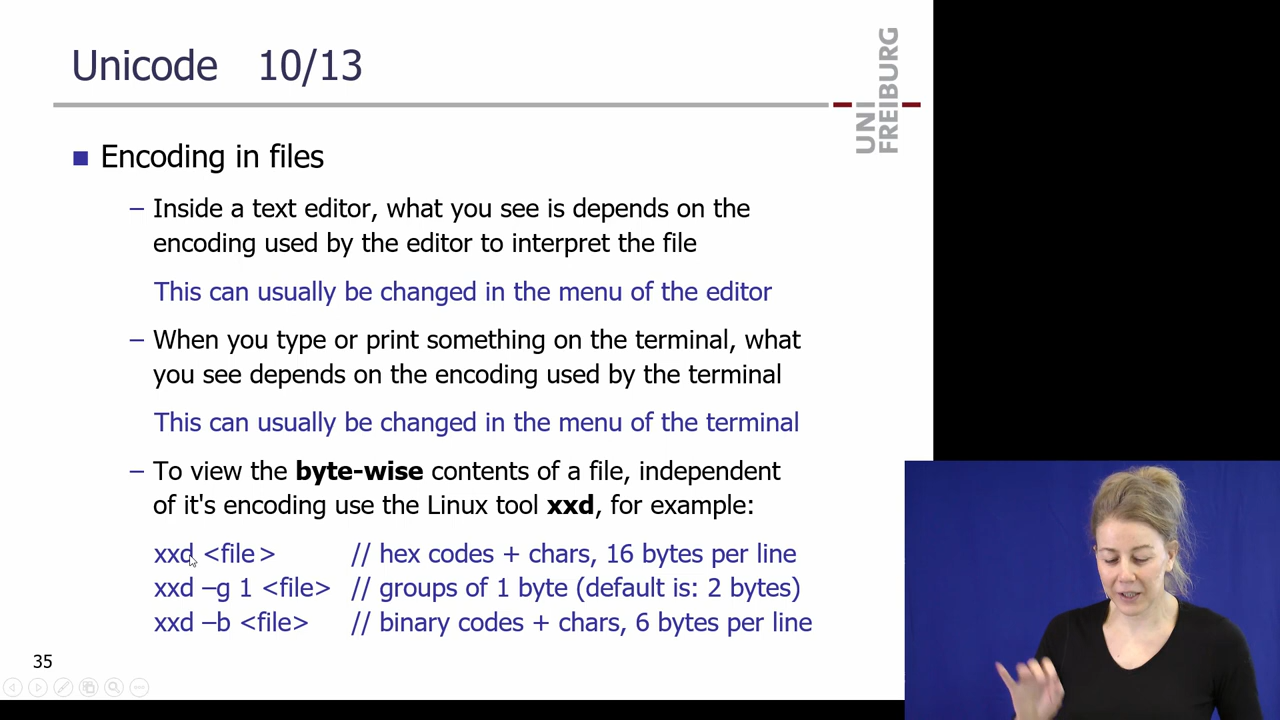 Unicode 10/13
UNI
FREIBURG
Encoding in files
– Inside a text editor, what you see is depends on the
encoding used by the editor to interpret the file
This can usually be changed in the menu of the editor
– When you type or print something on the terminal, what
you see depends on the encoding used by the terminal
This can usually be changed in the menu of the terminal
– To view the byte-wise contents of a file, independent
of it's encoding use the Linux tool xxd, for example:
xxd <file> // hex codes + chars, 16 bytes per line
xxd –g 1 <file> // groups of 1 byte (default is: 2 bytes)
xxd –b <file> // binary codes + chars, 6 bytes per line
35